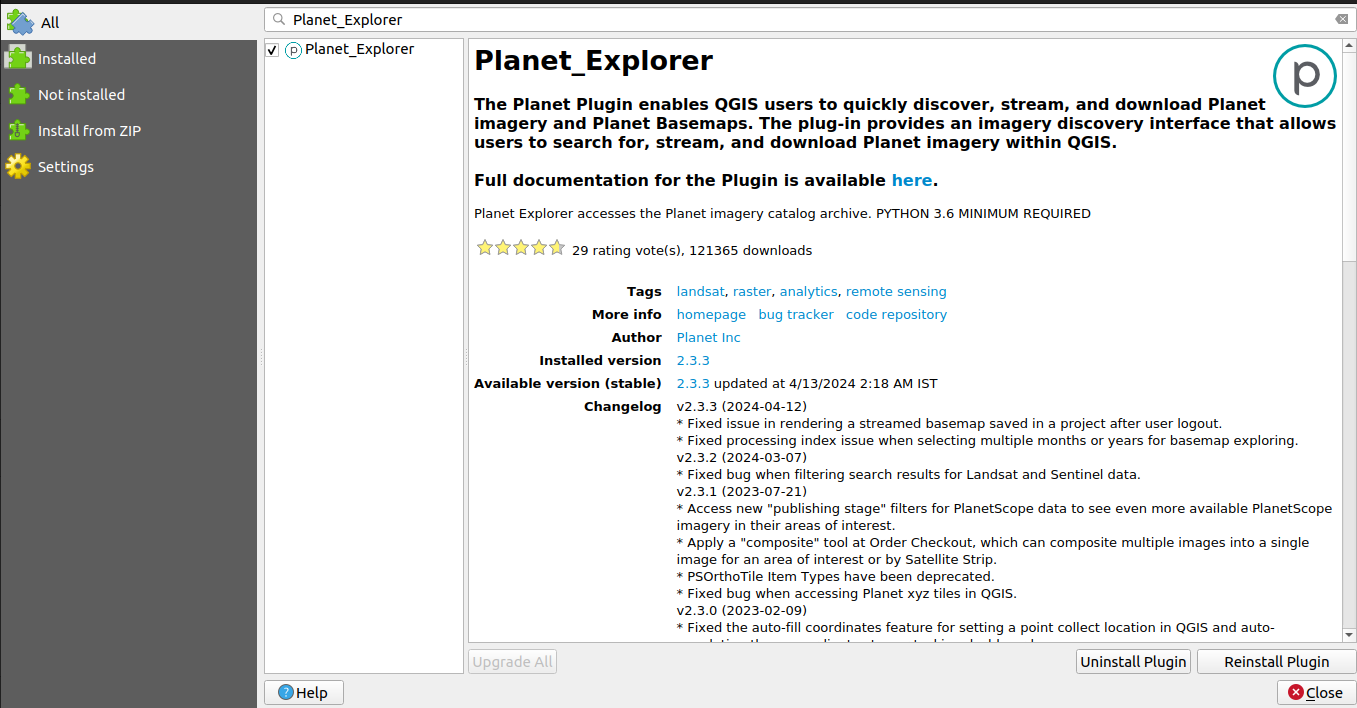 All
Installed
Not installed
Install from ZIP
Settings
Planet_Explorer
Planet_Explorer
Planet_Explorer
p
The Planet Plugin enables QGIS users to quickly discover, stream, and download Planet
imagery and Planet Basemaps. The plug-in provides an imagery discovery interface that allows
users to search for, stream, and download Planet imagery within QGIS.
Full documentation for the Plugin is available here.
Planet Explorer accesses the Planet imagery catalog archive. PYTHON 3.6 MINIMUM REQUIRED
29 rating vote(s), 121365 downloads
Tags landsat, raster, analytics, remote sensing
More info homepage bug tracker code repository
Author Planet Inc
Installed version 2.3.3
Available version (stable) 2.3.3 updated at 4/13/2024 2:18 AM IST
Changelog v2.3.3 (2024-04-12)
* Fixed issue in rendering a streamed basemap saved in a project after user logout.
* Fixed processing index issue when selecting multiple months or years for basemap exploring.
v2.3.2 (2024-03-07)
* Fixed bug when filtering search results for Landsat and Sentinel data.
v2.3.1 (2023-07-21)
* Access new "publishing stage" filters for PlanetScope data to see even more available PlanetScope
imagery in their areas of interest.
* Apply a "composite" tool at Order Checkout, which can composite multiple images into a single
image for an area of interest or by Satellite Strip.
* PSOrthoTile Item Types have been deprecated.
* Fixed bug when accessing Planet xyz tiles in QGIS.
v2.3.0 (2023-02-09)
* Fixed the auto-fill coordinates feature for setting a point collect location in QGIS and auto-
Upgrade All
Uninstall Plugin
Reinstall Plugin
Help
Close